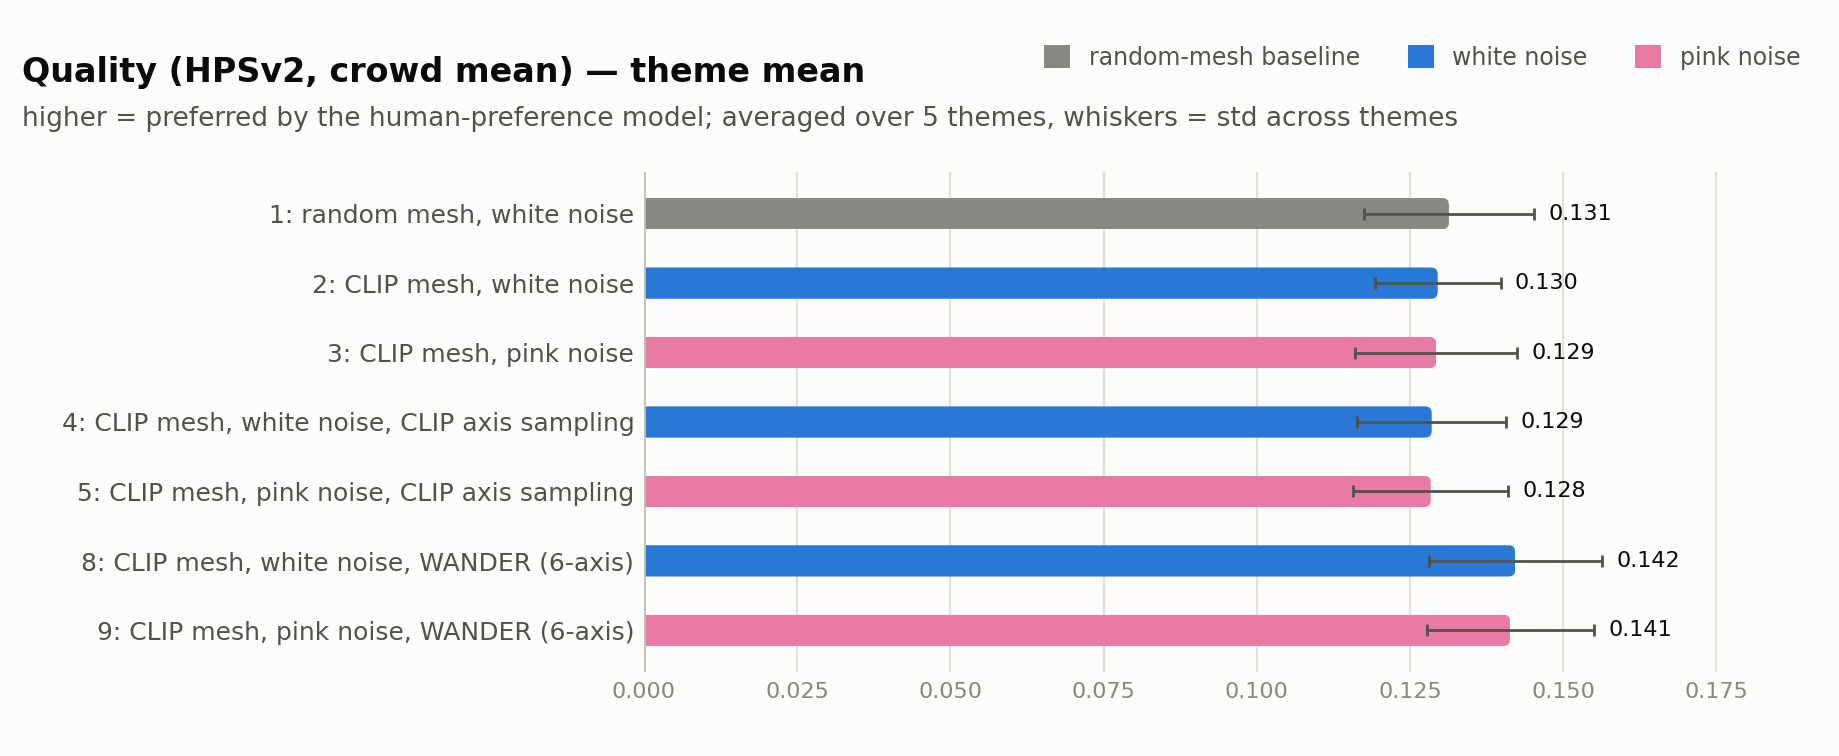 Quality (HPSv2, crowd mean) — theme mean
random-mesh baseline
white noise
pink noise
higher = preferred by the human-preference model; averaged over 5 themes, whiskers = std across themes
1: random mesh, white noise
0.131
2: CLIP mesh, white noise
0.130
3: CLIP mesh, pink noise
0.129
4: CLIP mesh, white noise, CLIP axis sampling
0.129
5: CLIP mesh, pink noise, CLIP axis sampling
0.128
8: CLIP mesh, white noise, WANDER (6-axis)
0.142
9: CLIP mesh, pink noise, WANDER (6-axis)
0.141
0.000 0.025 0.050 0.075 0.100 0.125 0.150 0.175